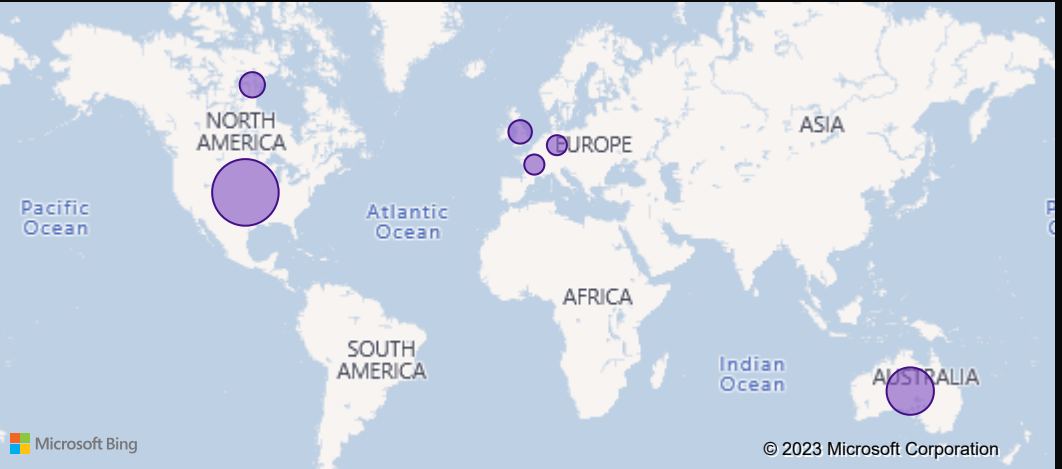 NORTH
AMERICA
EUROPE
ASIA
Pacific
Ocean
Atlantic
Ocean
AFRICA
SOUTH
AMERICA
Indian
Ocean
AUSTRALIA
Microsoft Bing
© 2023 Microsoft Corporation